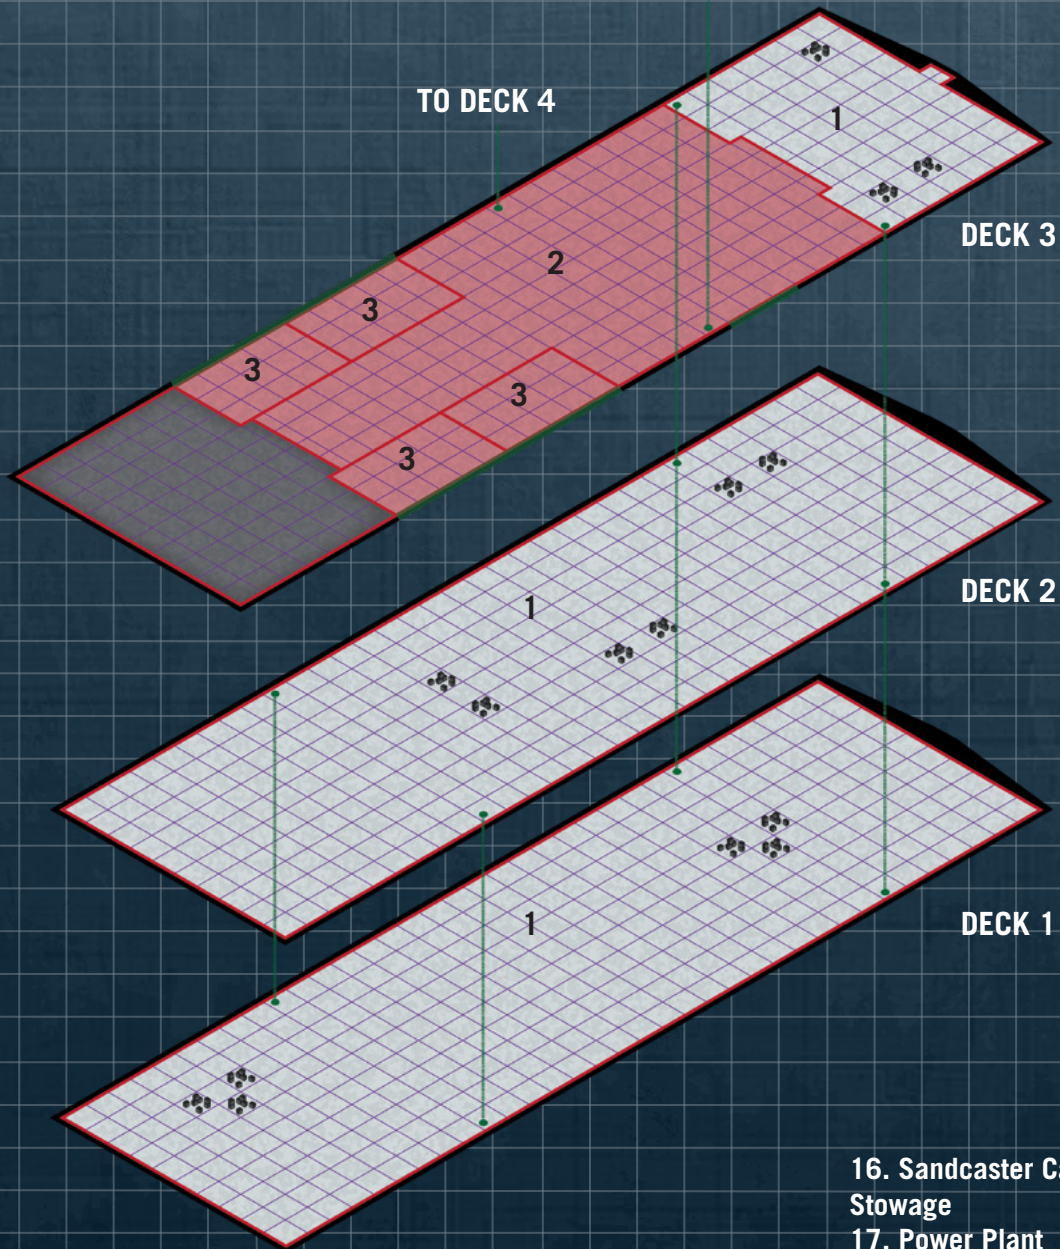 TO DECK 4
1
DECK 3
2
3
3
3
3
DECK 2
1
DECK 1
1
16. Sandcaster
Stowage
17. Power Plant